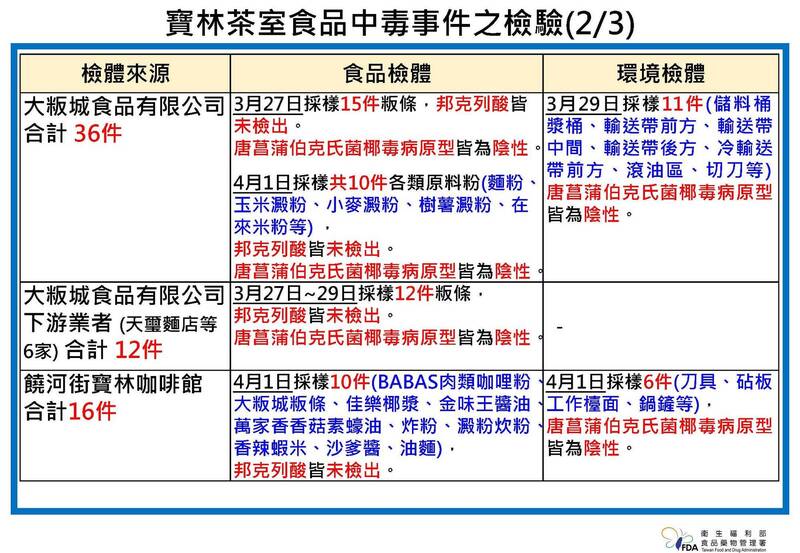 寶林茶室食品中毒事件之檢驗(2/3)
檢體來源
食品檢體
環境檢體
大粄城食品有限公司
合計 36件
3月27日採樣15件粄條，邦克列酸皆
未檢出。
唐菖蒲伯克氏菌椰毒病原型皆為陰性。
4月1日採樣共10件各類原料粉(麵粉、
玉米澱粉、小麥澱粉、樹薯澱粉、在
來米粉等)，
邦克列酸皆未檢出。
唐菖蒲伯克氏菌椰毒病原型皆為陰性。
3月29日採樣11件(儲料桶
漿桶、輸送帶前方、輸送帶
中間、輸送帶後方、冷輸送
帶前方、滾油區、切刀等)
唐菖蒲伯克氏菌椰毒病原型
皆為陰性。
大粄城食品有限公司
下游業者 (天璽麵店等
6家) 合計 12件
3月27日~29日採樣12件粄條，
邦克列酸皆未檢出。
唐菖蒲伯克氏菌椰毒病原型皆為陰性。
-
饒河街寶林咖啡館
合計16件
4月1日採樣10件(BABAS肉類咖哩粉、
大粄城粄條、佳樂椰漿、金味王醬油、
萬家香香菇素蠔油、炸粉、澱粉炊粉、
香辣蝦米、沙爹醬、油麵)，
邦克列酸皆未檢出。
4月1日採樣6件(刀具、砧板
工作檯面、鍋鏟等)，
唐菖蒲伯克氏菌椰毒病原型
皆為陰性。
衛生福利部
食品藥物管理署
Taiwan Food and Drug Administration
FDA